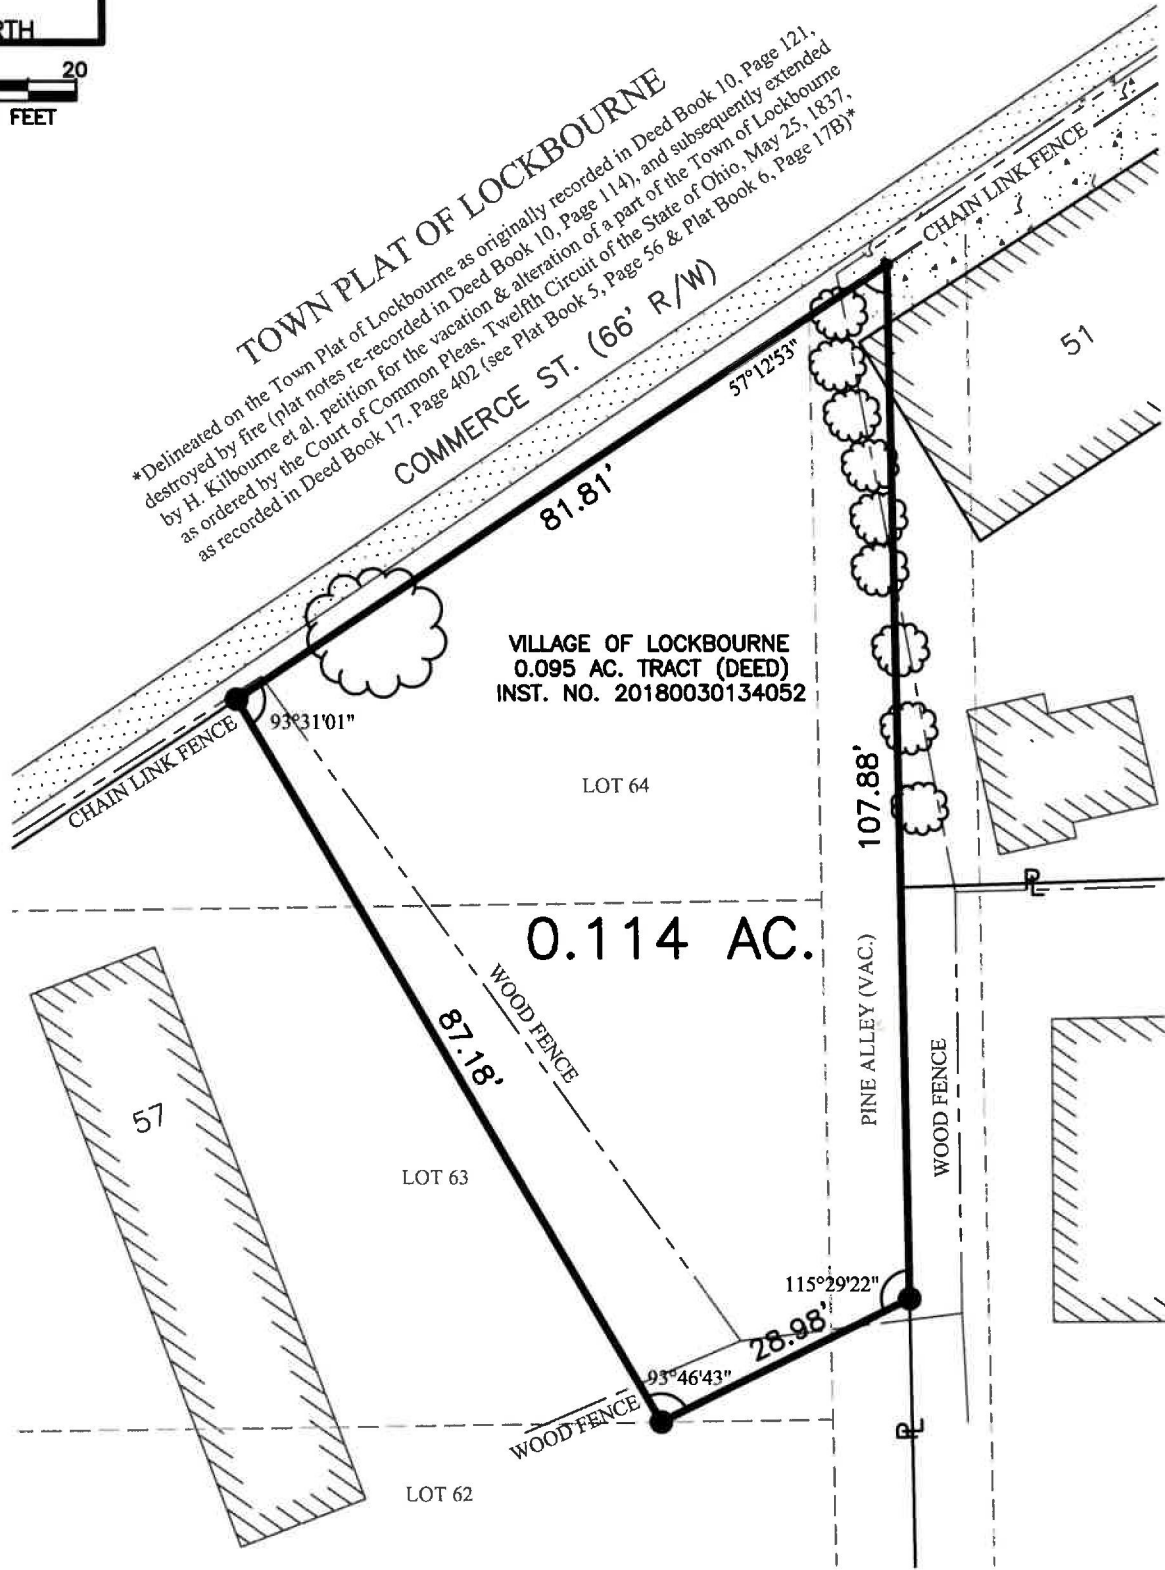 RTH
20
FEET
TOWN PLAT OF LOCKBOURNE
*Delineated on the Town Plat of Lockbourne as originally recorded in Deed Book 10, Page 121,
destroyed by fire (plat notes re-recorded in Deed Book 10, Page 114), and subsequently extended
by H. Kilbourne et al. petition for the vacation & alteration of a part of the Town of Lockbourne
as ordered by the Court of Common Pleas, Twelfth Circuit of the State of Ohio, May 25, 1837,
as recorded in Deed Book 17, Page 402 (see Plat Book 5, Page 56 & Plat Book 6, Page 17B)*
COMMERCE ST. (66' R/W)
CHAIN LINK FENCE
57°12'53"
51
81.81'
VILLAGE OF LOCKBOURNE
0.095 AC. TRACT (DEED)
INST. NO. 20180030134052
93°31'01"
CHAIN LINK FENCE
LOT 64
107.88'
PL
0.114 AC.
WOOD FENCE
PINE ALLEY (VAC.)
87.18'
WOOD FENCE
57
LOT 63
115°29'22"
28.98'
93°46'43"
WOOD FENCE
PL
LOT 62